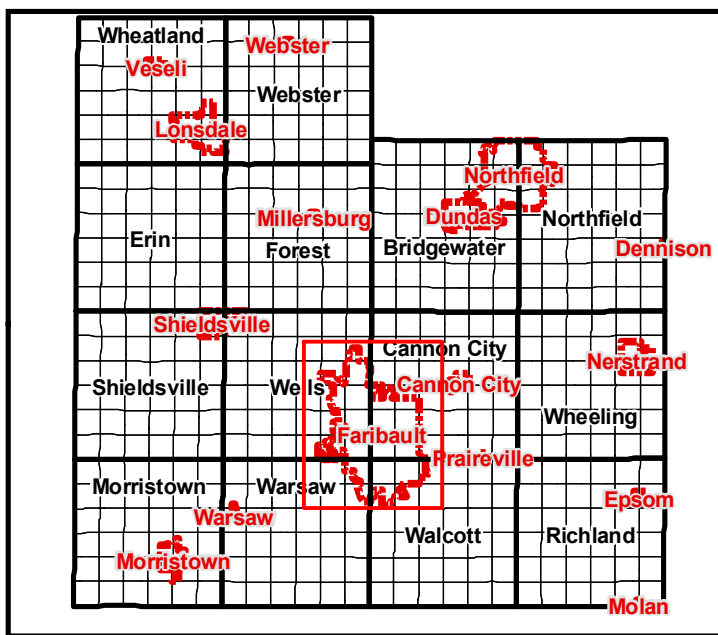 Wheatland
Webster
Veseli
Webster
Lonsdale
Northfield
Millersburg
Dundas
Northfield
Erin
Forest
Bridgewater
Dennison
Shieldsville
Cannon City
Nerstrand
Shieldsville
Wells
Cannon City
Wheeling
Faribault
Praireville
Morristown
Warsaw
Epsom
Warsaw
Walcott
Richland
Morristown
Molan